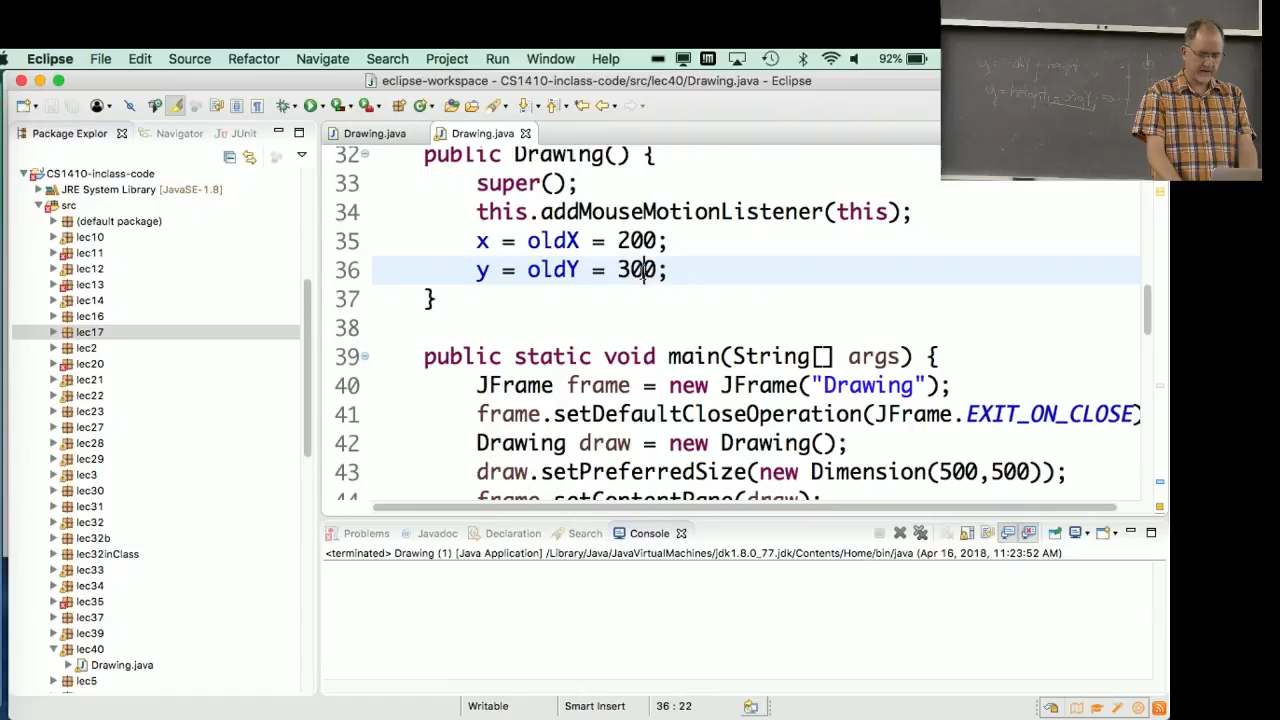 Eclipse File Edit Source Refactor Navigate Search Project Run Window Help 92%
eclipse-workspace - CS1410-inclass-code/src/lec40/Drawing.java - Eclipse
Package Explor Navigator JUnit
CS1410-inclass-code
JRE System Library [JavaSE-1.8]
src
(default package)
lec10
lec11
lec12
lec13
lec14
lec16
lec17
lec2
lec20
lec21
lec22
lec23
lec27
lec28
lec29
lec3
lec30
lec31
lec32
lec32b
lec32inClass
lec33
lec34
lec35
lec37
lec39
lec40
Drawing.java
lec5
Drawing.java Drawing.java
32 public Drawing() {
33 super();
34 this.addMouseMotionListener(this);
35 x = oldX = 200;
36 y = oldY = 300;
37 }
38
39 public static void main(String[] args) {
40 JFrame frame = new JFrame("Drawing");
41 frame.setDefaultCloseOperation(JFrame.EXIT_ON_CLOSE)
42 Drawing draw = new Drawing();
43 draw.setPreferredSize(new Dimension(500,500));
44 frame.setContentPane(draw);
Problems Javadoc Declaration Search Console
<terminated> Drawing (1) [Java Application] /Library/Java/JavaVirtualMachines/jdk1.8.0_77.jdk/Contents/Home/bin/java (Apr 16, 2018, 11:23:52 AM)
Writable Smart Insert 36 : 22